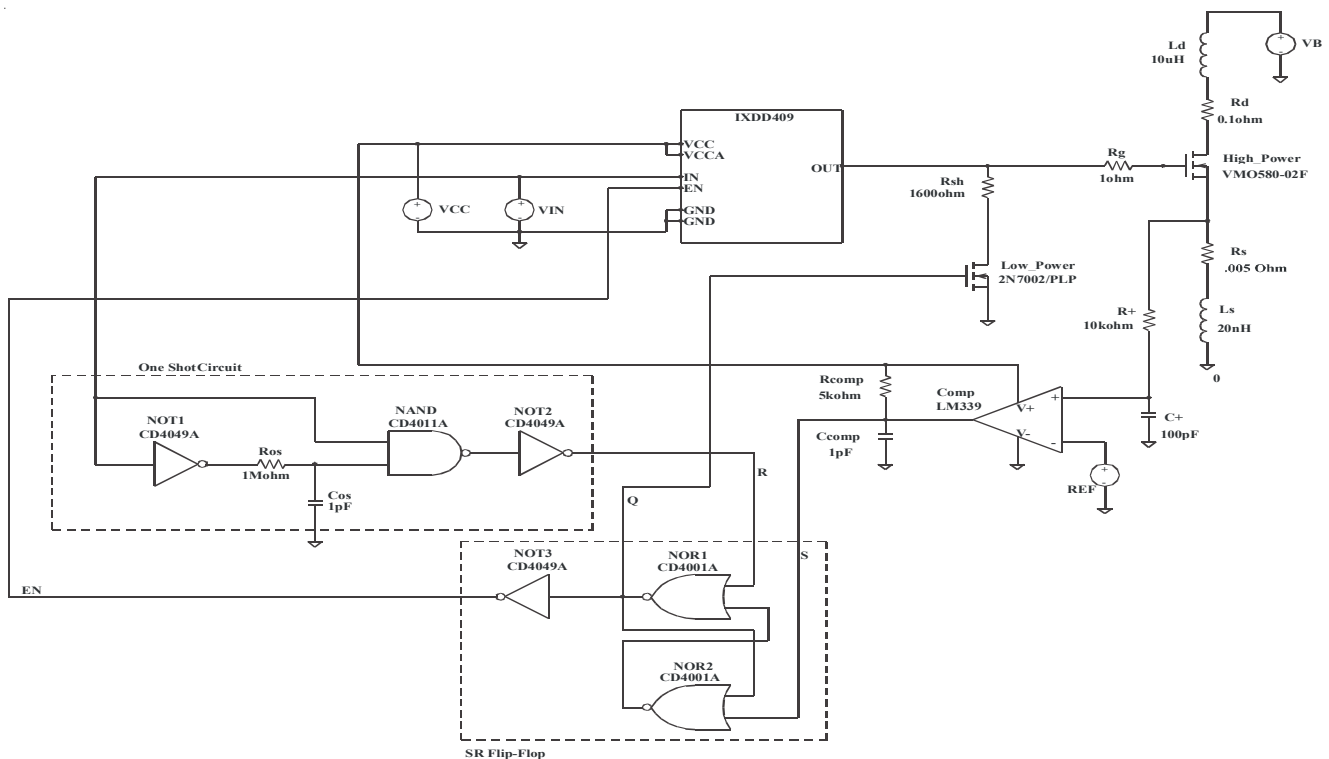 Ld
10uH
+
-
VB
Rd
0.1ohm
IXDD409
VCC
VCCA
IN
EN
GND
GND
OUT
Rg
1ohm
High_Power
VMO580-02F
Rsh
1600ohm
+
-
VCC
+
-
VIN
Rs
.005 Ohm
Low_Power
2N7002/PLP
R+
10kohm
Ls
20nH
0
One ShotCircuit
Rcomp
5kohm
Comp
LM339
V+
V-
+
-
C+
100pF
NOT1
CD4049A
NAND
CD4011A
NOT2
CD4049A
Ccomp
1pF
Ros
1Mohm
R
+
-
REF
Q
Cos
1pF
NOT3
CD4049A
NOR1
CD4001A
S
EN
NOR2
CD4001A
SR Flip-Flop